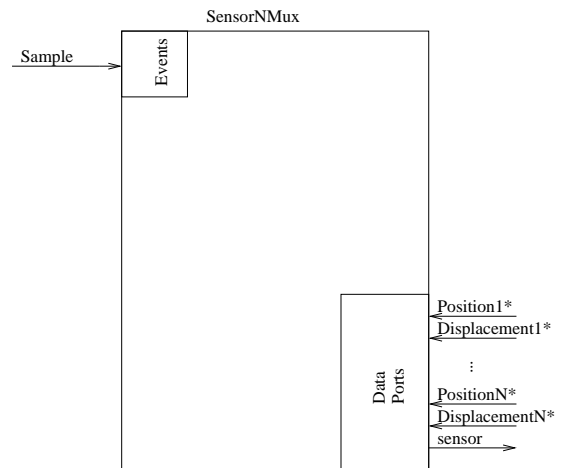 SensorNMux
Sample
Events
Position1*
Displacement1*
...
Data
Ports
PositionN*
DisplacementN*
sensor